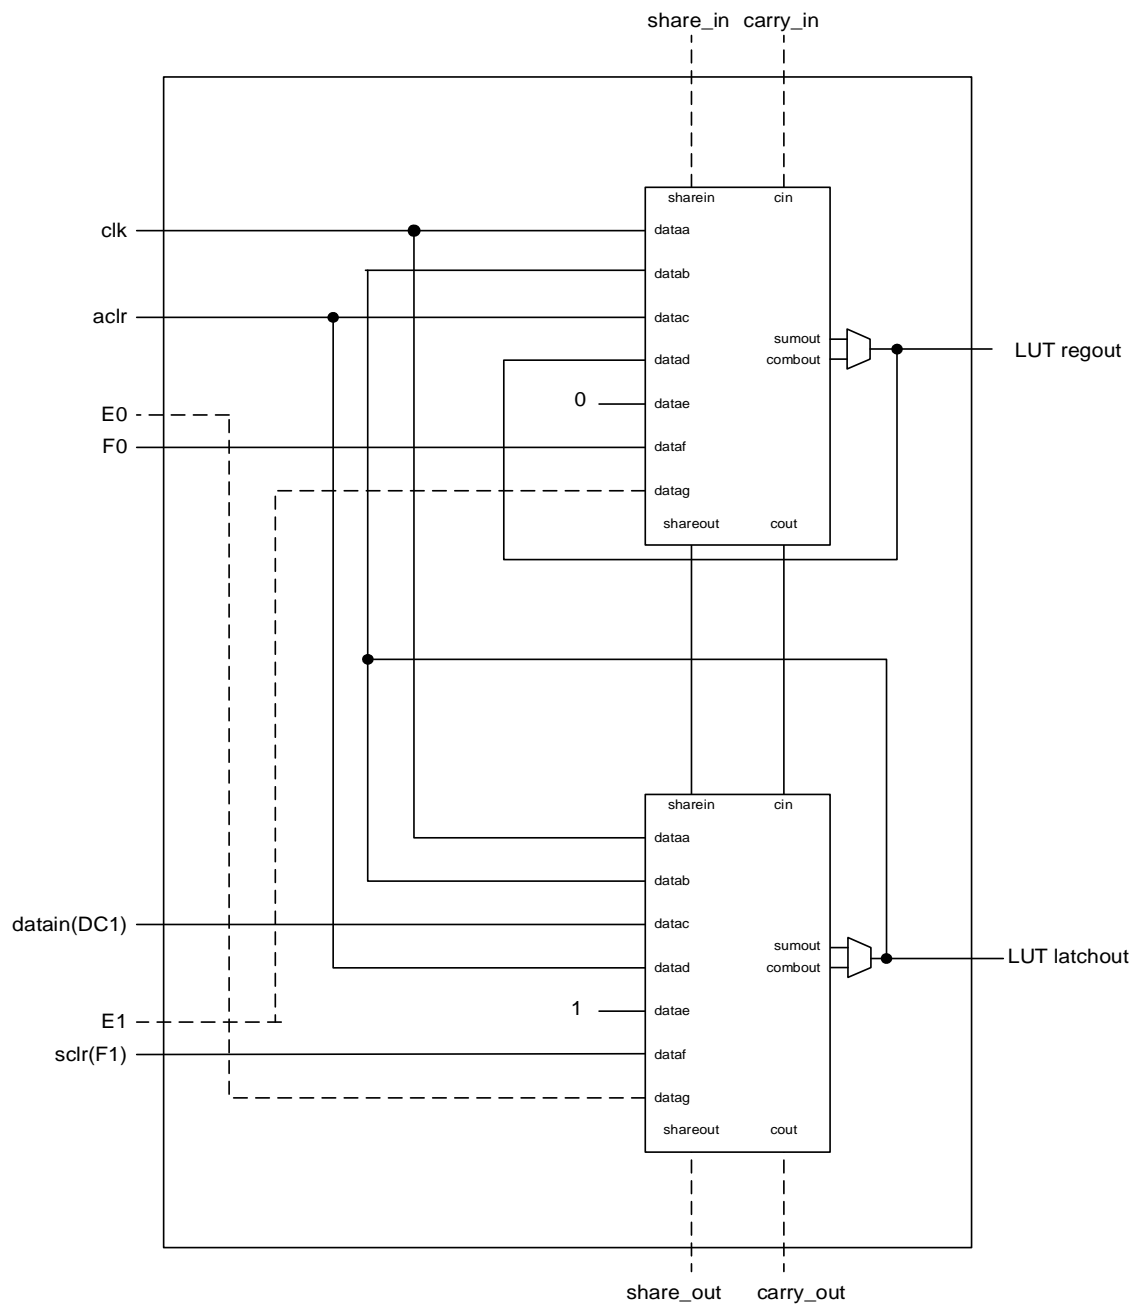 share_in carry_in
sharein cin
clk
dataa
datab
aclr
datac
sumout
LUT regout
datad
combout
0
datae
E0
F0
dataf
datag
shareout cout
sharein cin
dataa
datab
datain(DC1)
datac
sumout
LUT latchout
datad
combout
1
datae
E1
sclr(F1)
dataf
datag
shareout cout
share_out carry_out